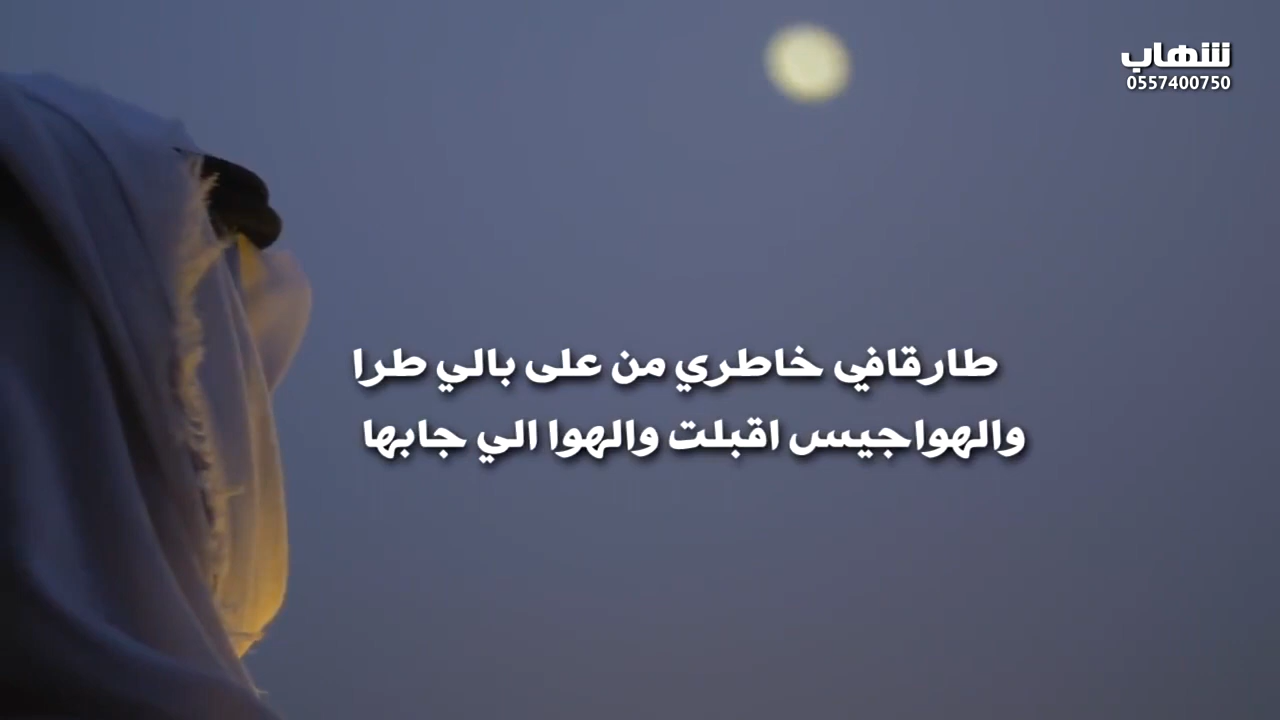 شهاب
0557400750
طارقافي خاطري من على بالي طرا
والهواجيس اقبلت والهوا الي جابها